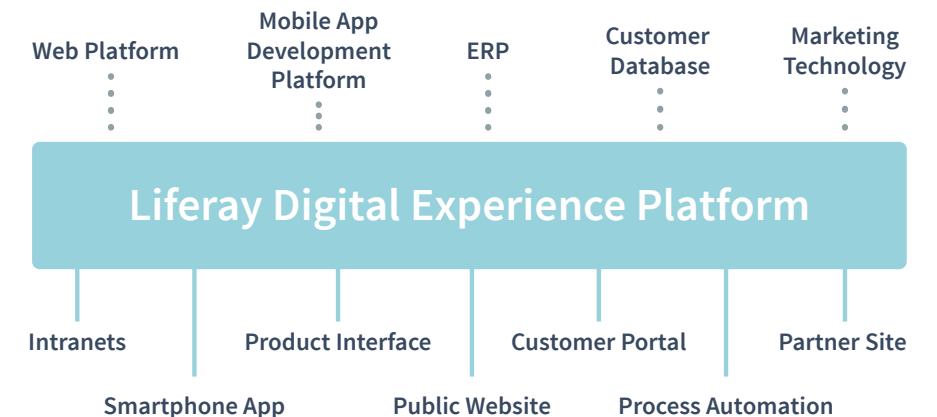 Web Platform
Mobile App
Development
Platform
ERP
Customer
Database
Marketing
Technology
Liferay Digital Experience Platform
Intranets
Product Interface
Customer Portal
Partner Site
Smartphone App
Public Website
Process Automation